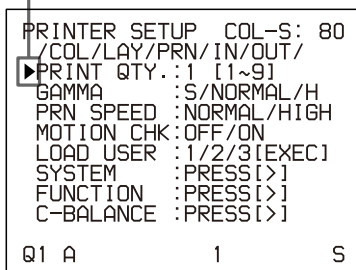 PRINTER SETUP COL-S: 80
/COL/LAY/PRN/IN/OUT/
▶PRINT QTY.:1 [1~9]
GAMMA :S/NORMAL/H
PRN SPEED :NORMAL/HIGH
MOTION CHK:OFF/ON
LOAD USER :1/2/3[EXEC]
SYSTEM :PRESS[>]
FUNCTION :PRESS[>]
C-BALANCE :PRESS[>]
Q1 A 1 S